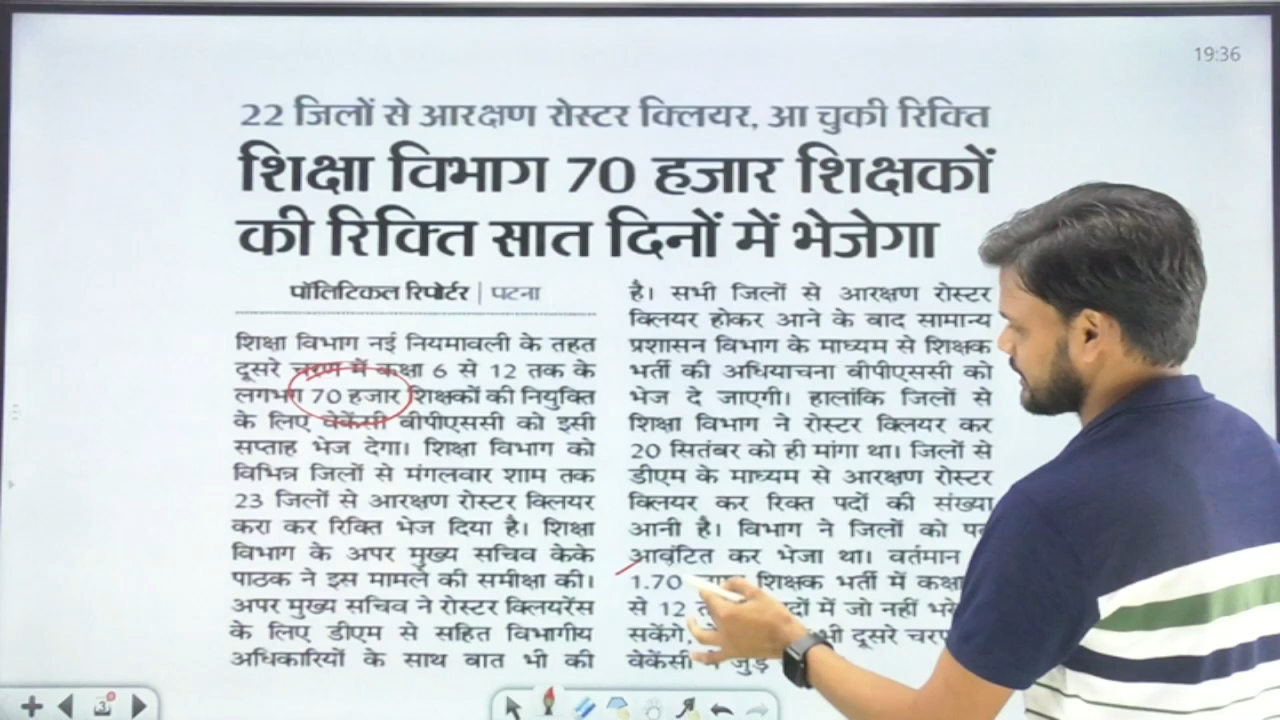 19:36
22 जिलों से आरक्षण रोस्टर क्लियर, आ चुकी रिक्ति
शिक्षा विभाग 70 हजार शिक्षकों
की रिक्ति सात दिनों में भेजेगा
पॉलिटिकल रिपोर्टर | पटना
शिक्षा विभाग नई नियमावली के तहत
दूसरे चरण में कक्षा 6 से 12 तक के
लगभग 70 हजार शिक्षकों की नियुक्ति
के लिए वेकेंसी बीपीएससी को इसी
सप्ताह भेज देगा। शिक्षा विभाग को
विभिन्न जिलों से मंगलवार शाम तक
23 जिलों से आरक्षण रोस्टर क्लियर
करा कर रिक्ति भेज दिया है। शिक्षा
विभाग के अपर मुख्य सचिव केके
पाठक ने इस मामले की समीक्षा की।
अपर मुख्य सचिव ने रोस्टर क्लियरेंस
के लिए डीएम से सहित विभागीय
अधिकारियों के साथ बात भी की
है। सभी जिलों से आरक्षण रोस्टर
क्लियर होकर आने के बाद सामान्य
प्रशासन विभाग के माध्यम से शिक्षक
भर्ती की अधियाचना बीपीएससी को
भेज दे जाएगी। हालांकि जिलों से
शिक्षा विभाग ने रोस्टर क्लियर कर
20 सितंबर को ही मांगा था। जिलों से
डीएम के माध्यम से आरक्षण रोस्टर
क्लियर कर रिक्त पदों की संख्या
आनी है। विभाग ने जिलों को
आवंटित कर भेजा था। वर्तमान
1.70 शिक्षक भर्ती में कक्षा
से 12 में जो नहीं
सकेंगे, भी दूसरे
वेकेंसी
3